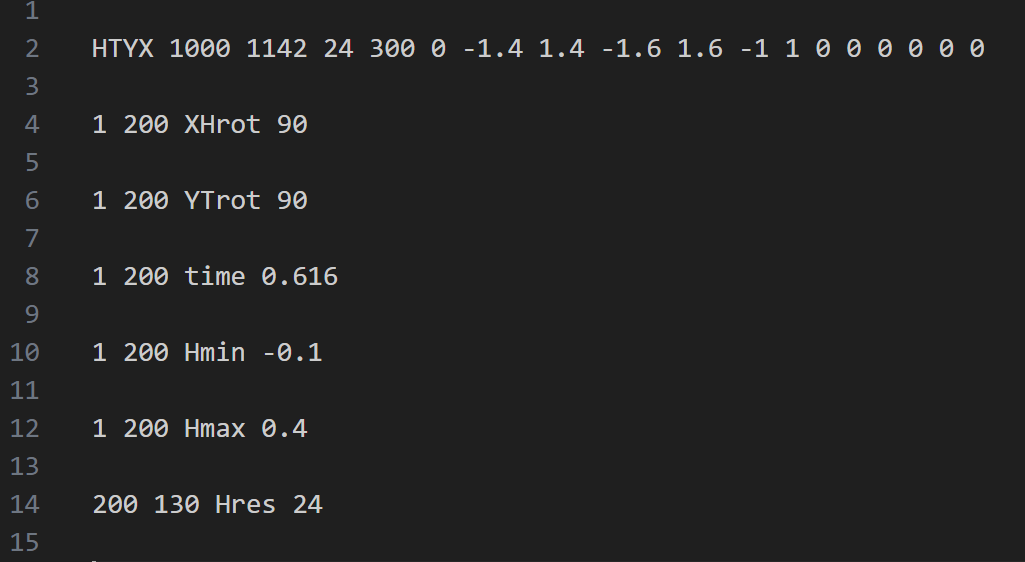 1
2 HTYX 1000 1142 24 300 0 -1.4 1.4 -1.6 1.6 -1 1 0 0 0 0 0 0
3
4 1 200 XHrot 90
5
6 1 200 YTrot 90
7
8 1 200 time 0.616
9
10 1 200 Hmin -0.1
11
12 1 200 Hmax 0.4
13
14 200 130 Hres 24
15